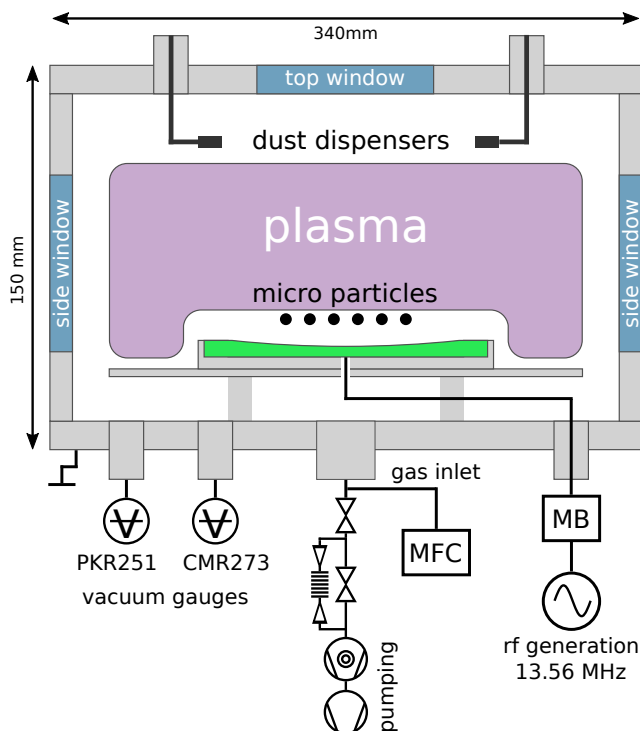 340mm
top window
dust dispensers
plasma
side window
side window
150 mm
micro particles
gas inlet
MB
MFC
PKR251
CMR273
vacuum gauges
pumping
rf generation
13.56 MHz